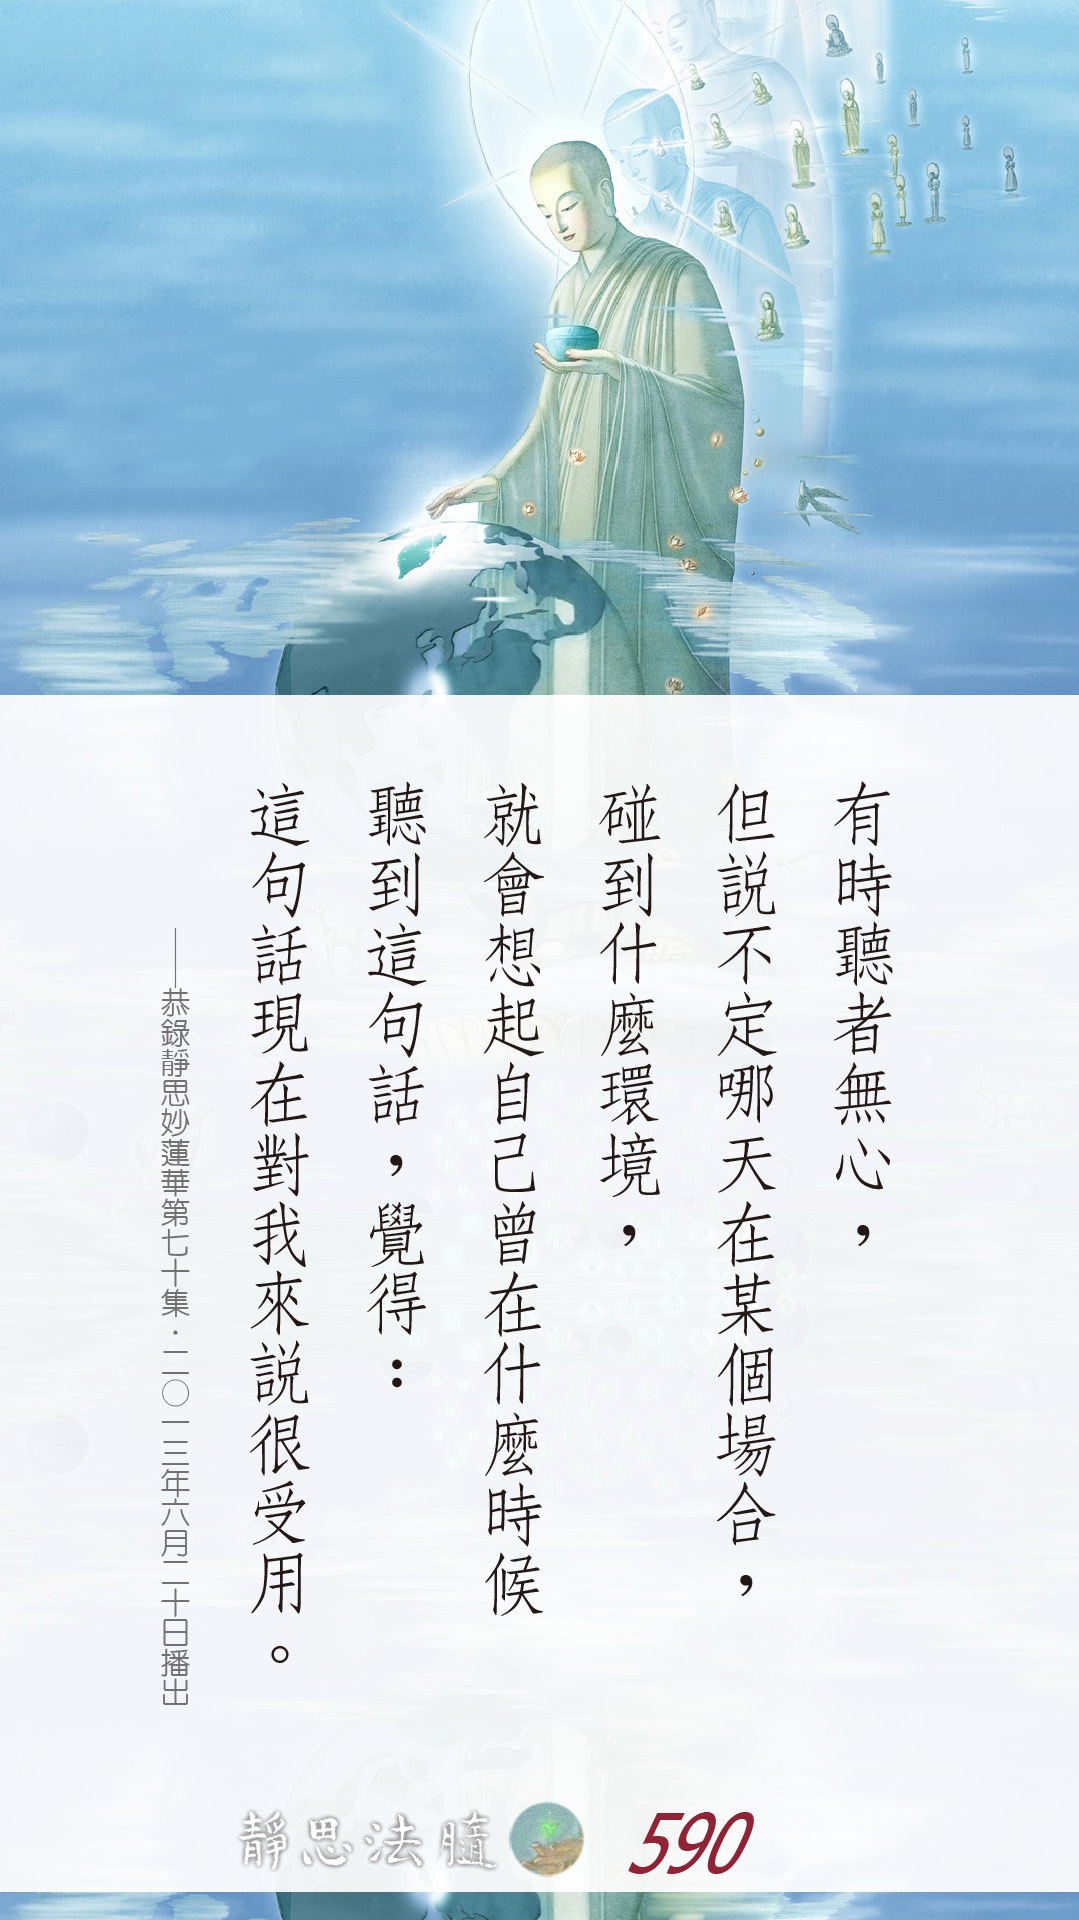 有時聽者無心，
但說不定哪天在某個場合，
碰到什麼環境，
就會想起自己曾在什麼時候
聽到這句話，覺得：
這句話現在對我來說很受用。
——恭錄靜思妙蓮華第七十集．二〇一三年六月二十日播出
靜思法髓
590